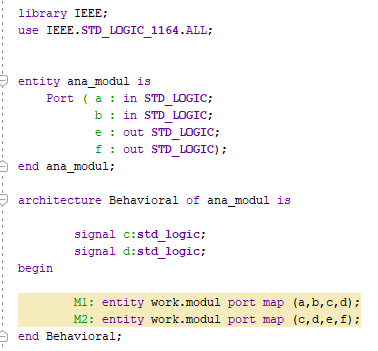 library IEEE;
use IEEE.STD_LOGIC_1164.ALL;
entity ana_modul is
Port ( a : in STD_LOGIC;
b : in STD_LOGIC;
e : out STD_LOGIC;
f : out STD_LOGIC);
end ana_modul;
architecture Behavioral of ana_modul is
signal c:std_logic;
signal d:std_logic;
begin
M1: entity work.modul port map (a,b,c,d);
M2: entity work.modul port map (c,d,e,f);
end Behavioral;